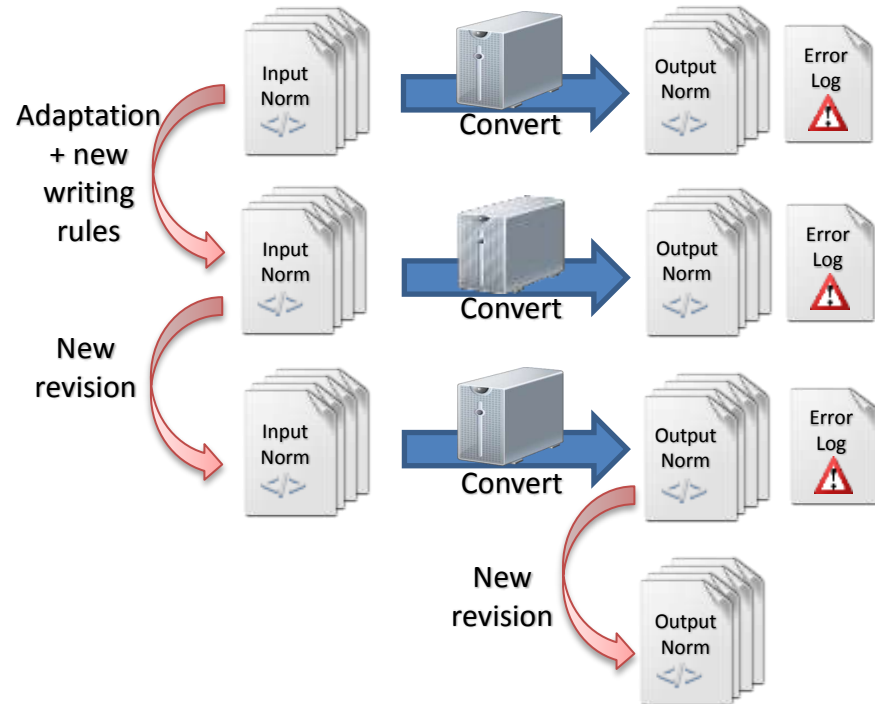 Input
Norm
</>
Convert
Output
Norm
</>
Error
Log
Adaptation
+ new
writing
rules
Input
Norm
</>
Convert
Output
Norm
</>
Error
Log
New
revision
Input
Norm
</>
Convert
Output
Norm
</>
Error
Log
New
revision
Output
Norm
</>